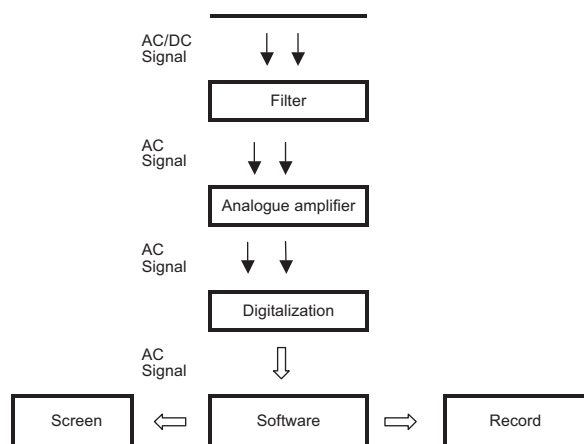 AC/DC
Signal
Filter
AC
Signal
Analogue amplifier
AC
Signal
Digitalization
AC
Signal
Screen
Software
Record